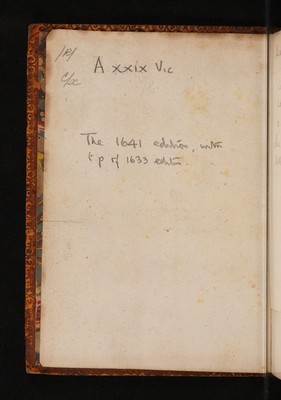 /R/
A xxix Vic
c/x
The 1641 edition, with
t.p of 1633 edition.